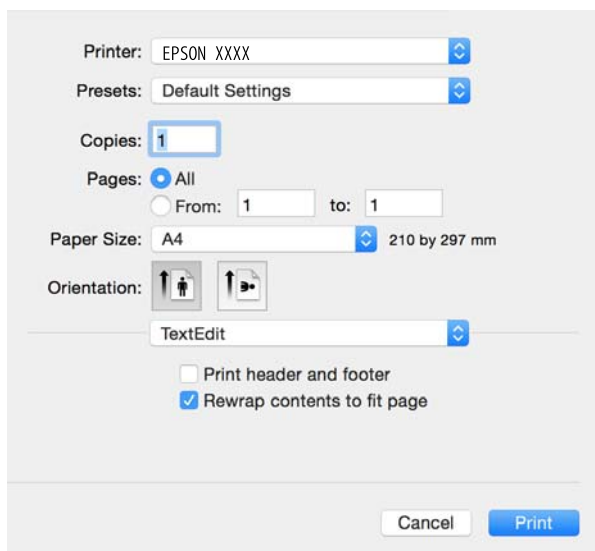 Printer: EPSON XXXX
Presets: Default Settings
Copies: 1
Pages: All
From: 1 to: 1
Paper Size: A4 210 by 297 mm
Orientation:
TextEdit
Print header and footer
Rewrap contents to fit page
Cancel Print